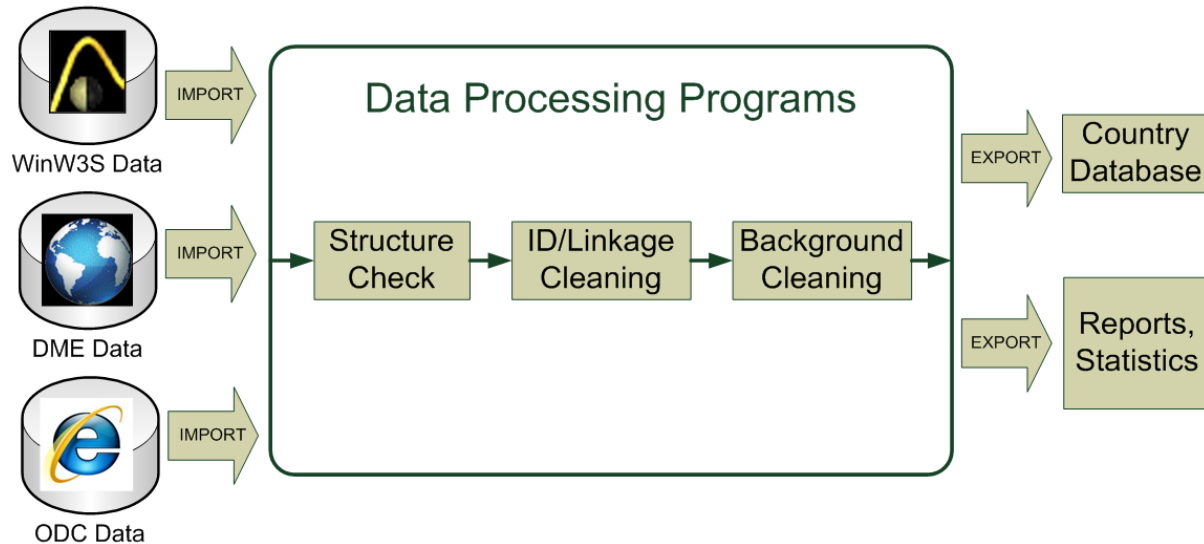 WinW3S Data
IMPORT
DME Data
IMPORT
ODC Data
IMPORT
Data Processing Programs
Structure
Check
ID/Linkage
Cleaning
Background
Cleaning
EXPORT
Country
Database
EXPORT
Reports,
Statistics